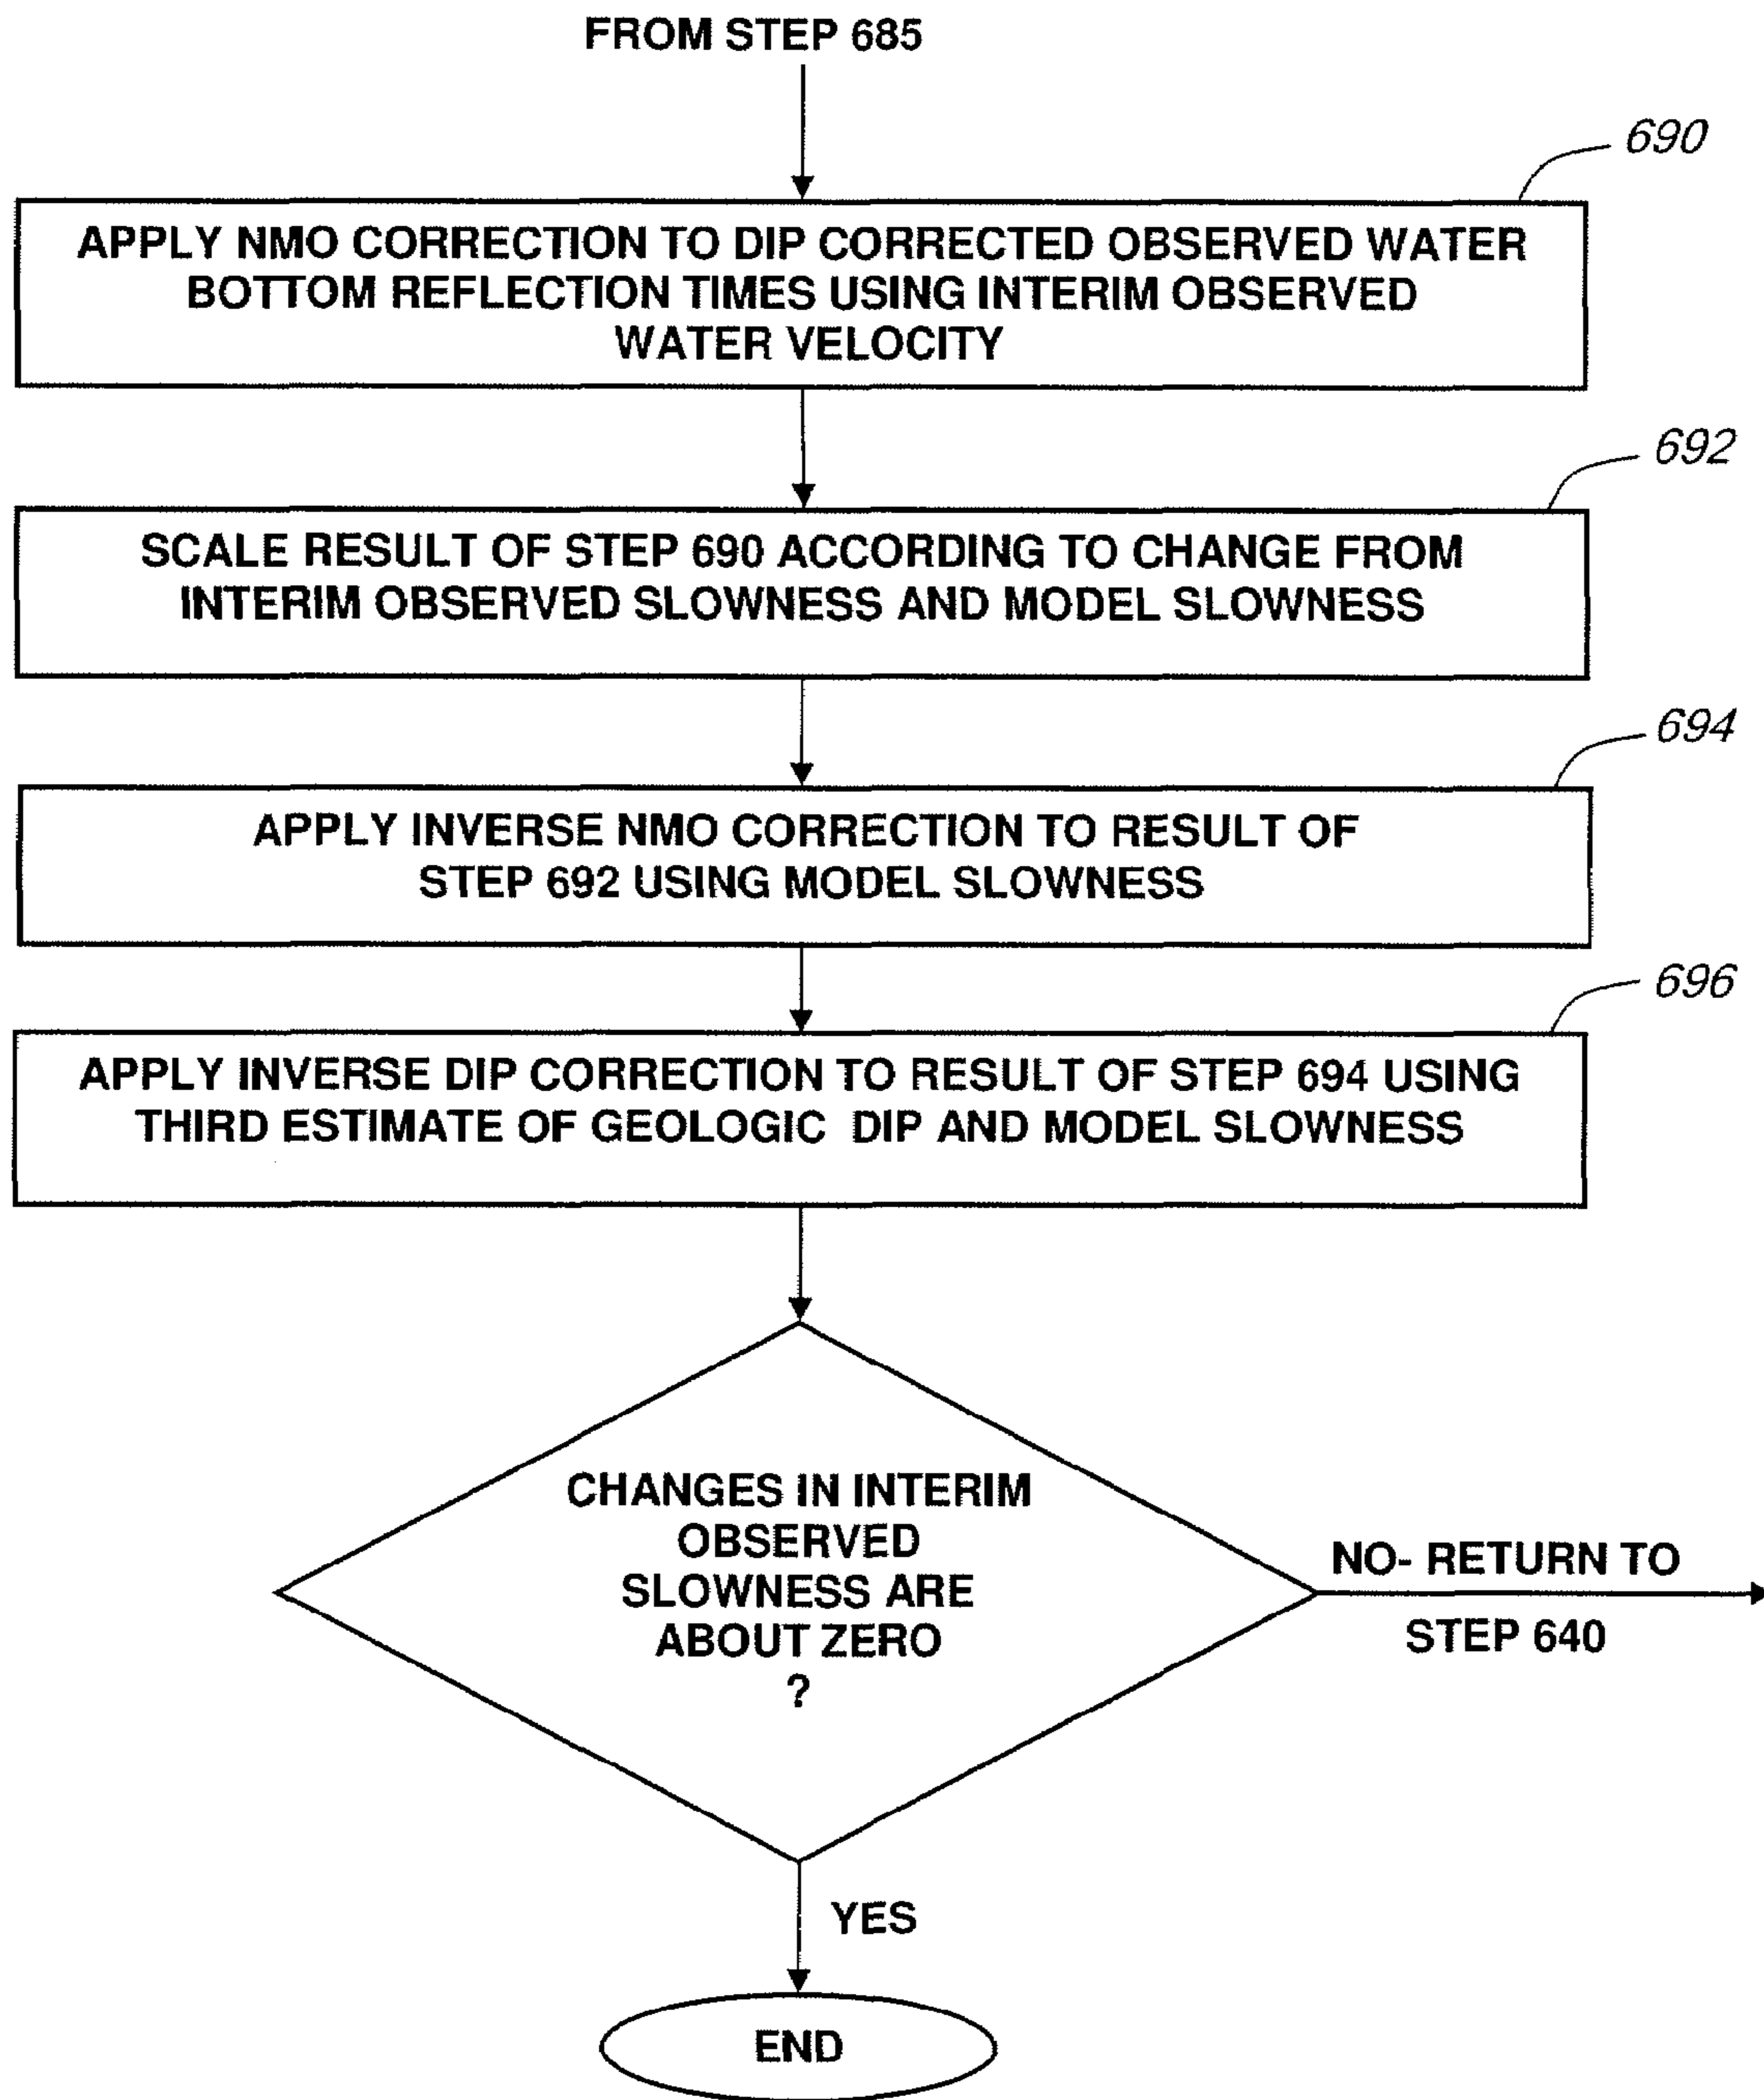 FROM STEP 685
690
APPLY NMO CORRECTION TO DIP CORRECTED OBSERVED WATER
BOTTOM REFLECTION TIMES USING INTERIM OBSERVED
WATER VELOCITY
692
SCALE RESULT OF STEP 690 ACCORDING TO CHANGE FROM
INTERIM OBSERVED SLOWNESS AND MODEL SLOWNESS
694
APPLY INVERSE NMO CORRECTION TO RESULT OF
STEP 692 USING MODEL SLOWNESS
696
APPLY INVERSE DIP CORRECTION TO RESULT OF STEP 694 USING
THIRD ESTIMATE OF GEOLOGIC DIP AND MODEL SLOWNESS
CHANGES IN INTERIM
OBSERVED
SLOWNESS ARE
ABOUT ZERO
?
NO- RETURN TO
STEP 640
YES
END